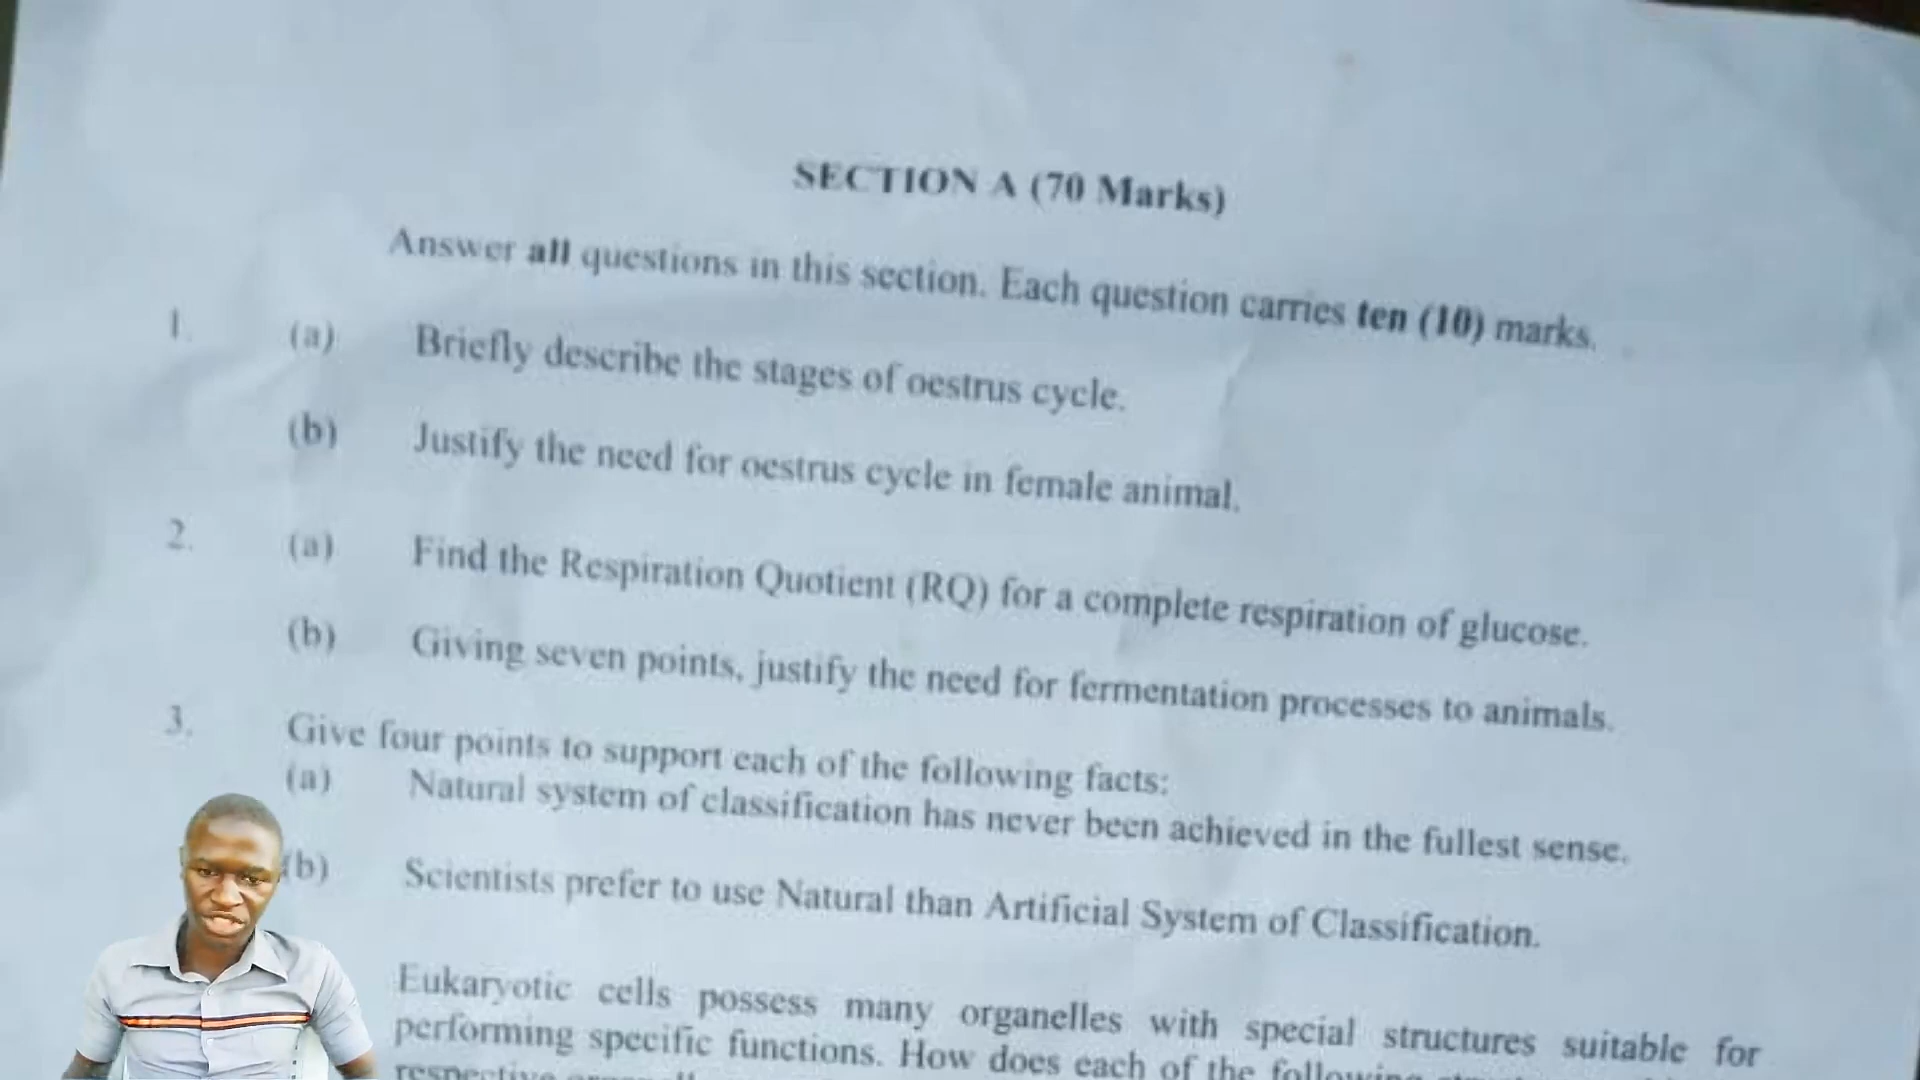 SECTION A (70 Marks)
Answer all questions in this section. Each question carries ten (10) marks.
1. (a) Briefly describe the stages of oestrus cycle.
(b) Justify the need for oestrus cycle in female animal.
2. (a) Find the Respiration Quotient (RQ) for a complete respiration of glucose.
(b) Giving seven points, justify the need for fermentation processes to animals.
3. Give four points to support each of the following facts:
(a) Natural system of classification has never been achieved in the fullest sense.
(b) Scientists prefer to use Natural than Artificial System of Classification.
Eukaryotic cells possess many organelles with special structures suitable for
performing specific functions. How does each of the following
respective